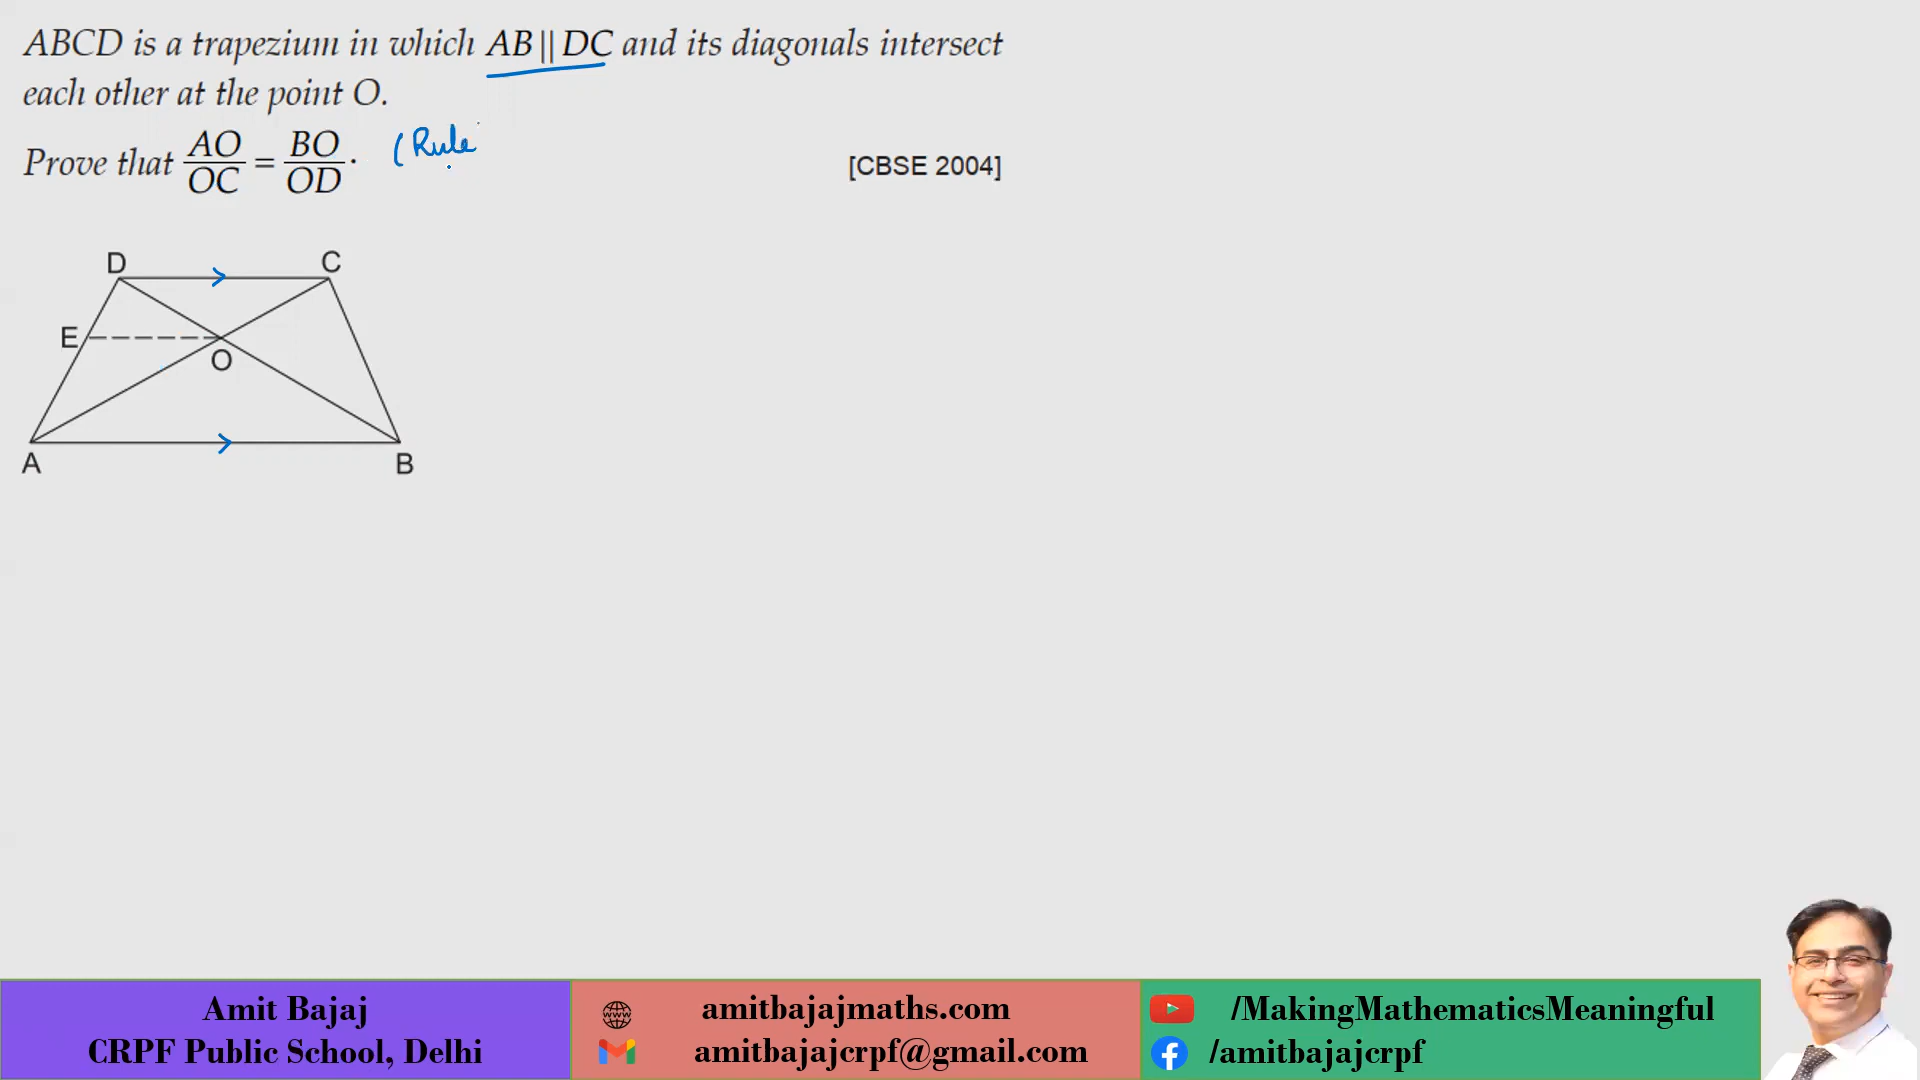 ABCD is a trapezium in which AB || DC and its diagonals intersect
each other at the point O.
Prove that AO/OC = BO/OD. (Rule
[CBSE 2004]
D C
E
O
A B
Amit Bajaj
CRPF Public School, Delhi
www
amitbajajmaths.com
amitbajajcrpf@gmail.com
/MakingMathematicsMeaningful
/amitbajajcrpf